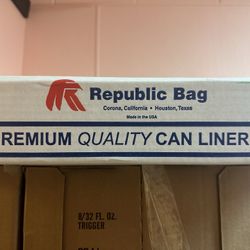 Republic Bag
Corona, California • Houston, Texas
Made in the USA
REMIUM QUALITY CAN LINER
8/32 FL. OZ.
TRIGGER